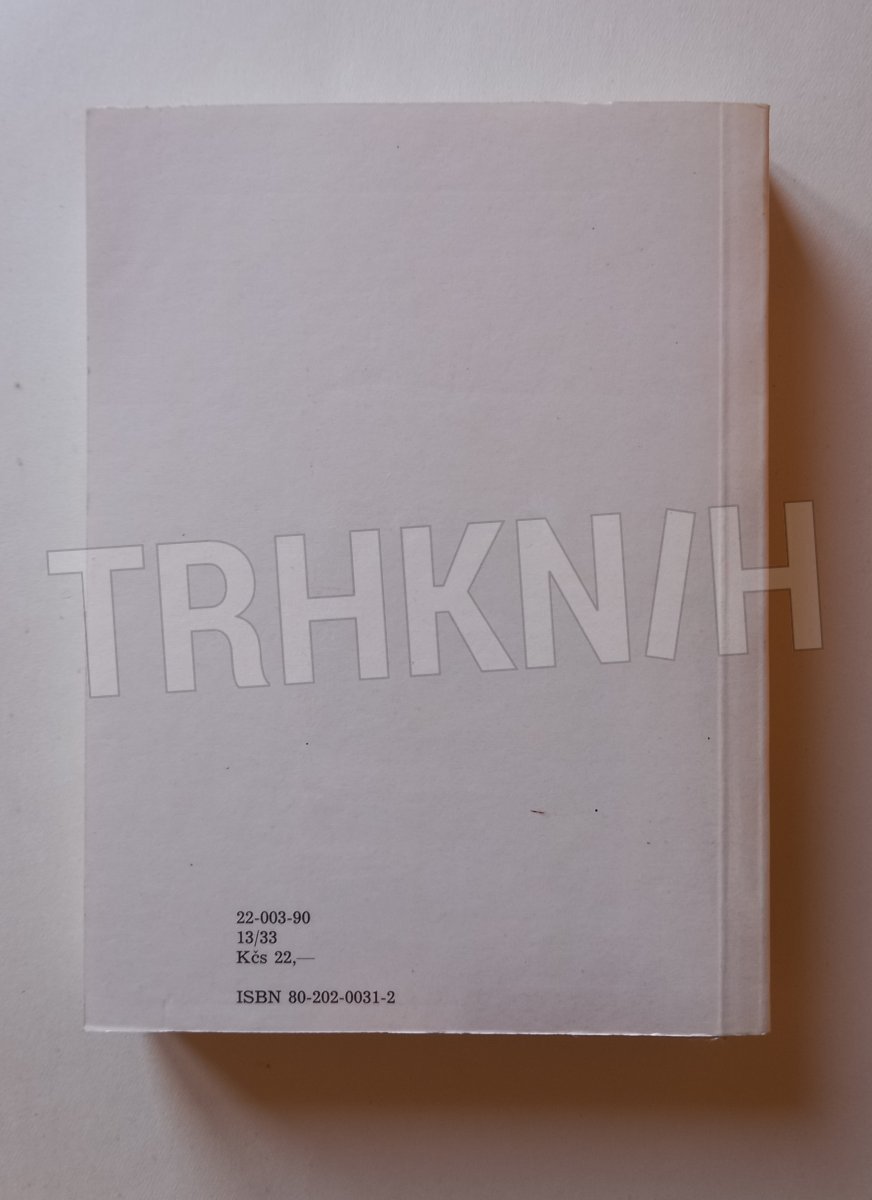 TRHKNIH
22-003-90
13/33
Kčs 22,—
ISBN 80-202-0031-2